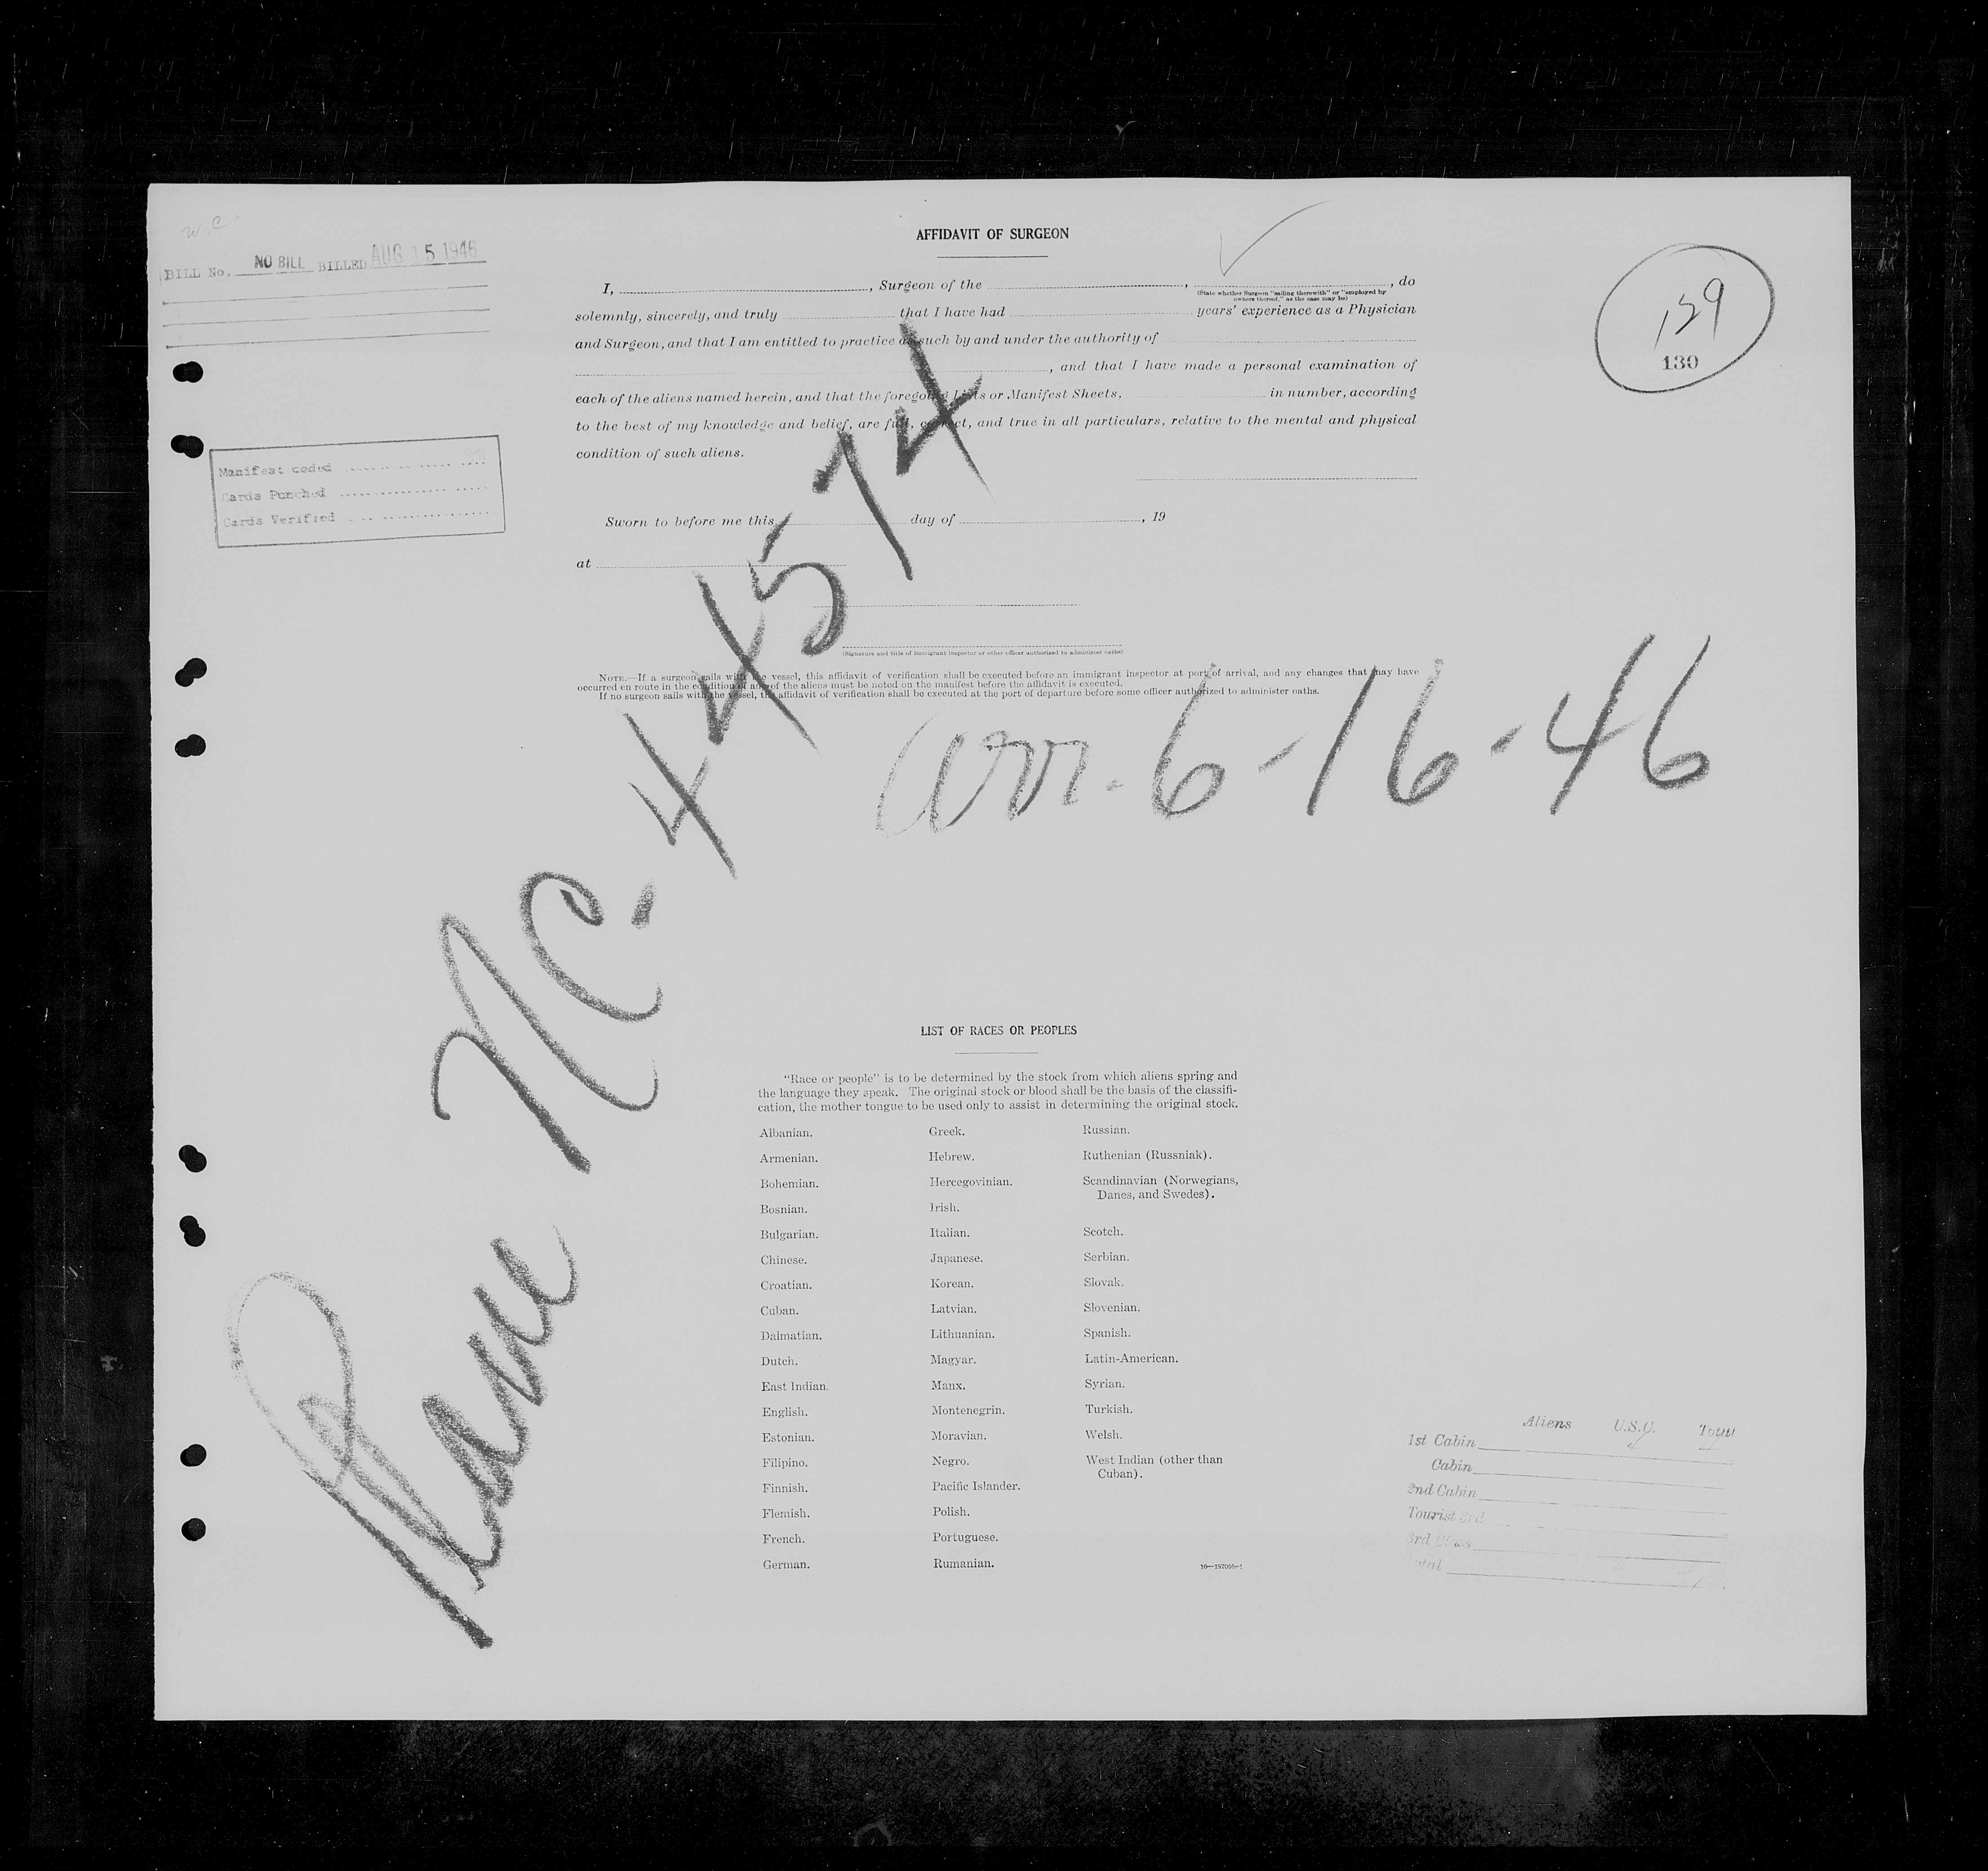 w.c
BILL No. NO BILL BILLED AUG 15 1946
AFFIDAVIT OF SURGEON
129
130
I, , Surgeon of the , , do
(State whether Surgeon "sailing therewith" or "employed by
owners thereof," as the case may be)
solemnly, sincerely, and truly that I have had years' experience as a Physician
and Surgeon, and that I am entitled to practice as such by and under the authority of
, and that I have made a personal examination of
each of the aliens named herein, and that the foregoing Lists or Manifest Sheets, in number, according
to the best of my knowledge and belief, are full, correct, and true in all particulars, relative to the mental and physical
condition of such aliens.
Manifest coded
Cards Punched
Cards Verified
Sworn to before me this day of , 19
at
(Signature and title of immigrant inspector or other officer authorized to administer oaths)
NOTE.—If a surgeon sails with the vessel, this affidavit of verification shall be executed before an immigrant inspector at port of arrival, and any changes that may have
occurred en route in the condition of any of the aliens must be noted on the manifest before the affidavit is executed.
If no surgeon sails with the vessel, the affidavit of verification shall be executed at the port of departure before some officer authorized to administer oaths.
Plane NC-44574
arr. 6-16-46
LIST OF RACES OR PEOPLES
"Race or people" is to be determined by the stock from which aliens spring and
the language they speak. The original stock or blood shall be the basis of the classifi-
cation, the mother tongue to be used only to assist in determining the original stock.
Albanian. Greek. Russian.
Armenian. Hebrew. Ruthenian (Russniak).
Bohemian. Hercegovinian. Scandinavian (Norwegians,
Danes, and Swedes).
Bosnian. Irish.
Bulgarian. Italian. Scotch.
Chinese. Japanese. Serbian.
Croatian. Korean. Slovak.
Cuban. Latvian. Slovenian.
Dalmatian. Lithuanian. Spanish.
Dutch. Magyar. Latin-American.
East Indian. Manx. Syrian.
English. Montenegrin. Turkish.
Estonian. Moravian. Welsh.
Filipino. Negro. West Indian (other than
Cuban).
Finnish. Pacific Islander.
Flemish. Polish.
French. Portuguese.
German. Rumanian.
Aliens U.S.C. Total
1st Cabin
Cabin
2nd Cabin
Tourist 3rd
3rd Class
Total